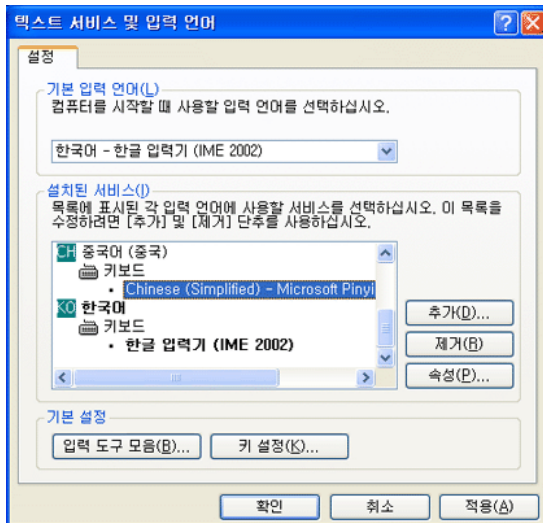 텍스트 서비스 및 입력 언어
설정
기본 입력 언어(L)
컴퓨터를 시작할 때 사용할 입력 언어를 선택하십시오.
한국어 - 한글 입력기 (IME 2002)
설치된 서비스(I)
목록에 표시된 각 입력 언어에 사용할 서비스를 선택하십시오. 이 목록을
수정하려면 [추가] 및 [제거] 단추를 사용하십시오.
CH 중국어 (중국)
키보드
• Chinese (Simplified) - Microsoft Pinyi
KO 한국어
키보드
• 한글 입력기 (IME 2002)
추가(D)...
제거(R)
속성(P)...
기본 설정
입력 도구 모음(B)... 키 설정(K)...
확인 취소 적용(A)